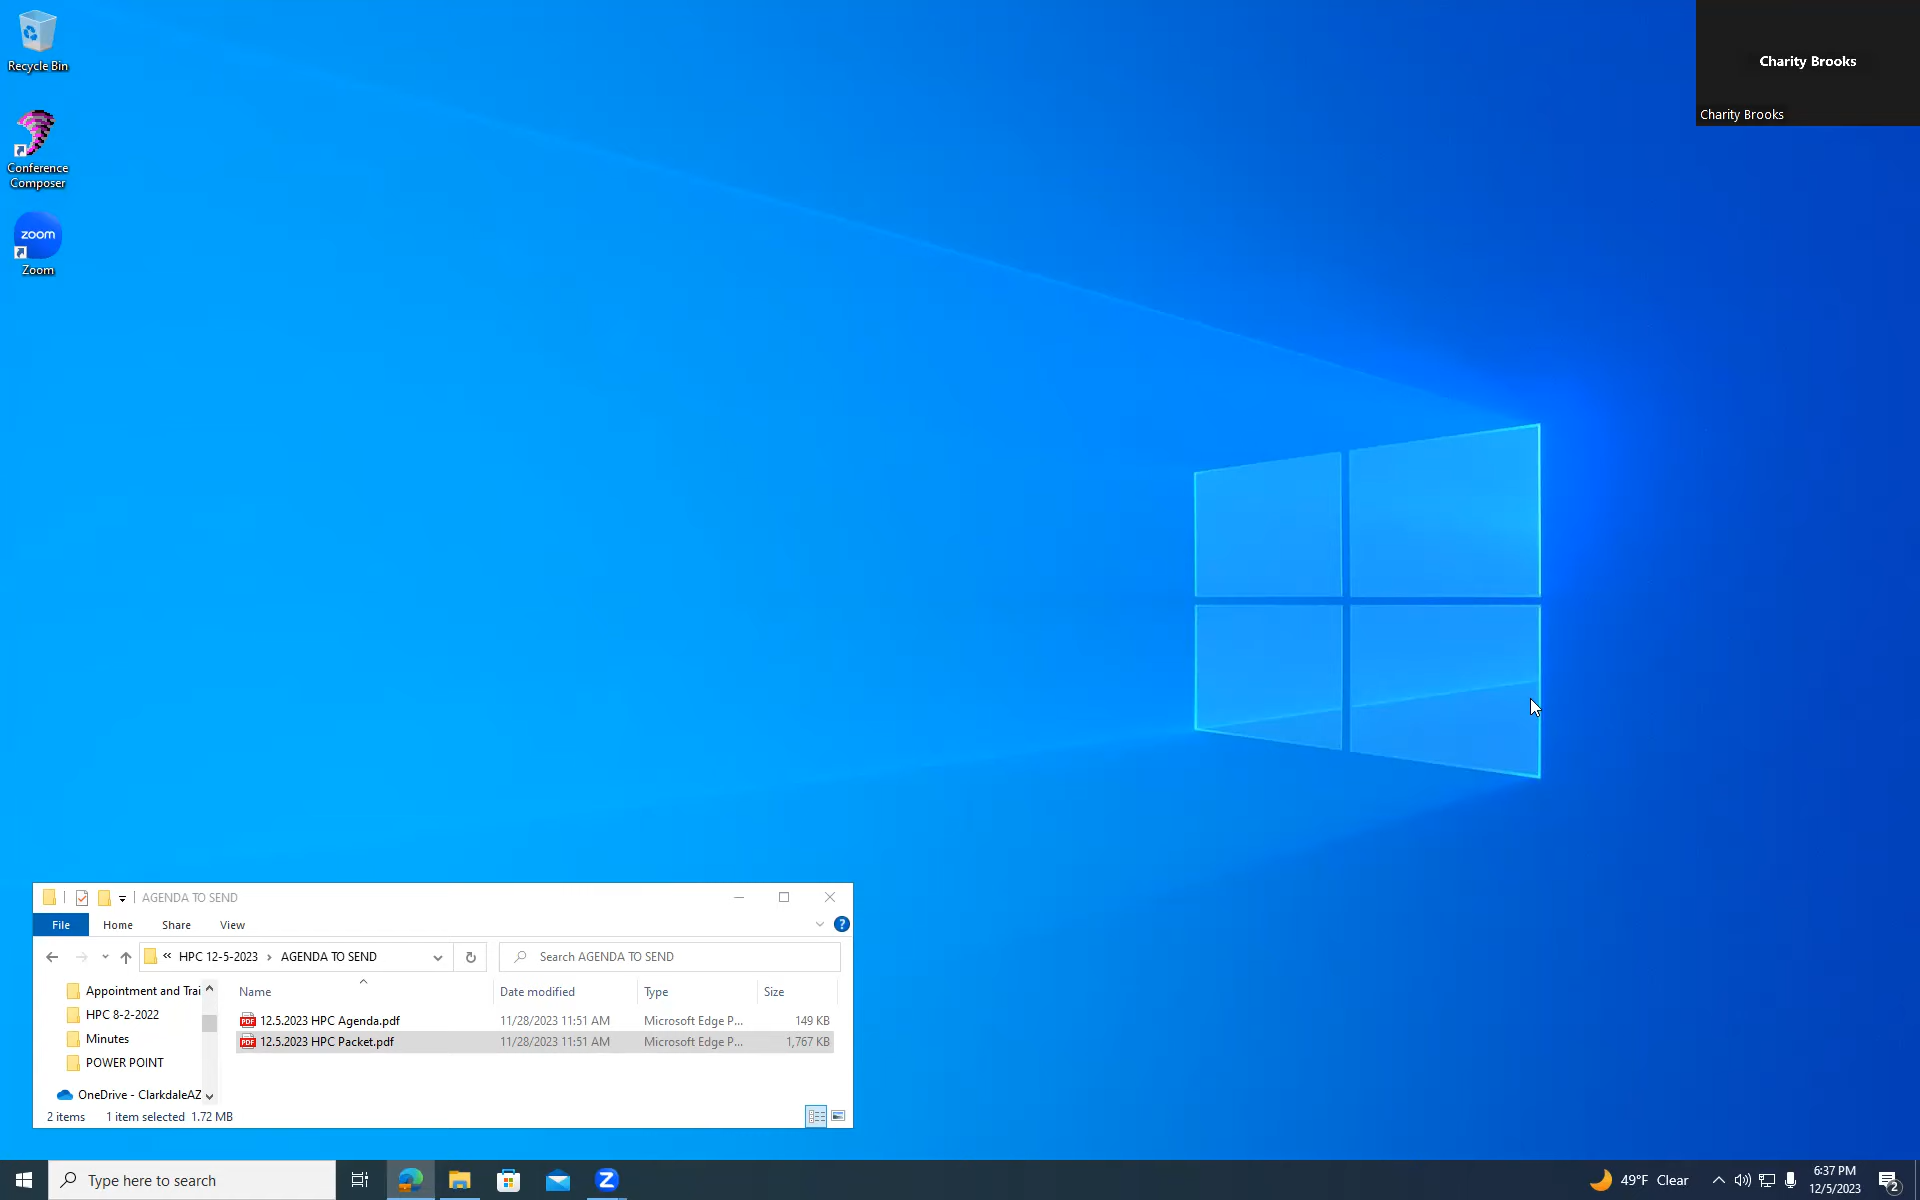 Recycle Bin
Conference
Composer
zoom
Zoom
Charity Brooks
Charity Brooks
AGENDA TO SEND
File Home Share View
HPC 12-5-2023 › AGENDA TO SEND
Search AGENDA TO SEND
Name Date modified Type Size
12.5.2023 HPC Agenda.pdf 11/28/2023 11:51 AM Microsoft Edge P... 149 KB
12.5.2023 HPC Packet.pdf 11/28/2023 11:51 AM Microsoft Edge P... 1,767 KB
Appointment and Trai
HPC 8-2-2022
Minutes
POWER POINT
OneDrive - ClarkdaleAZ
2 items 1 item selected 1.72 MB
Type here to search
49°F Clear
6:37 PM
12/5/2023
2